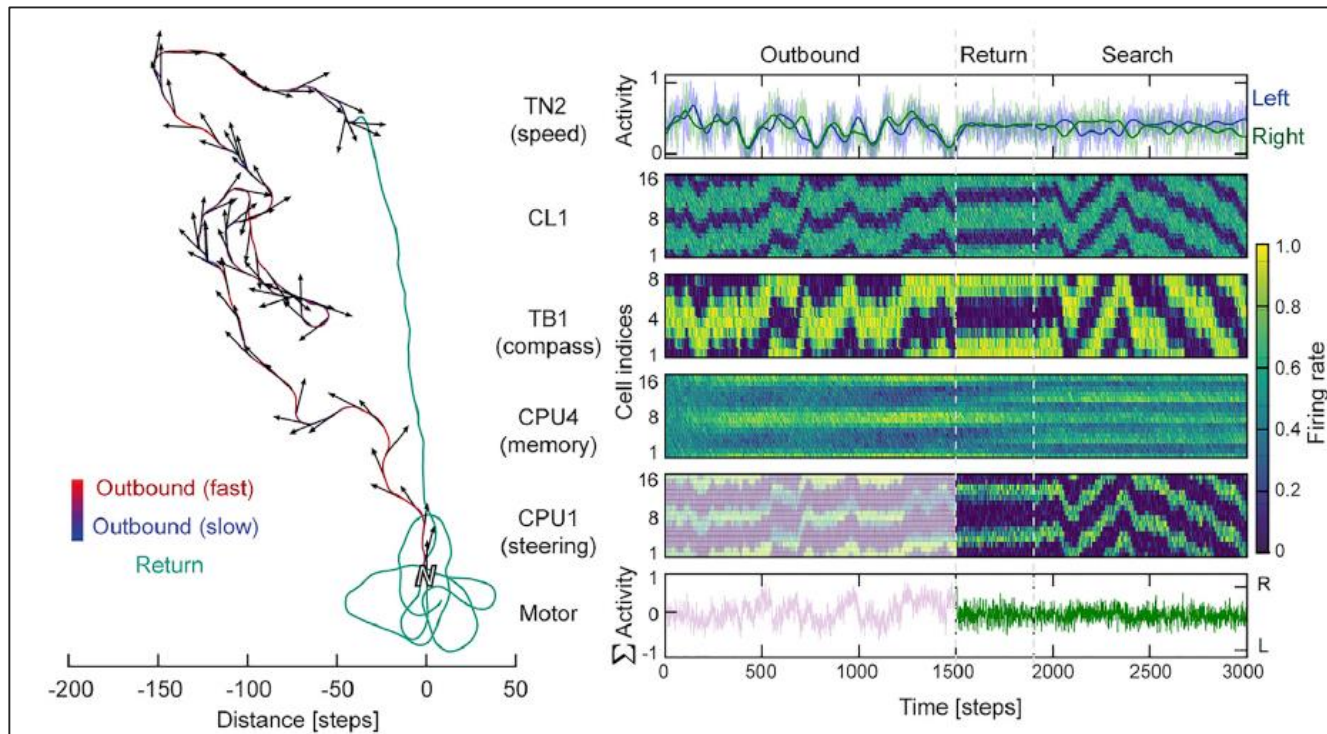 Outbound
Return
Search
TN2
(speed)
Activity
1
0
Left
Right
CL1
16
8
1
TB1
(compass)
8
4
1
CPU4
(memory)
16
8
1
Cell indices
CPU1
(steering)
16
8
1
Motor
∑ Activity
1
0
-1
R
L
0
500
1000
1500
2000
2500
3000
Time [steps]
1.0
0.8
0.6
0.4
0.2
0
Firing rate
Outbound (fast)
Outbound (slow)
Return
N
-200
-150
-100
-50
0
50
Distance [steps]